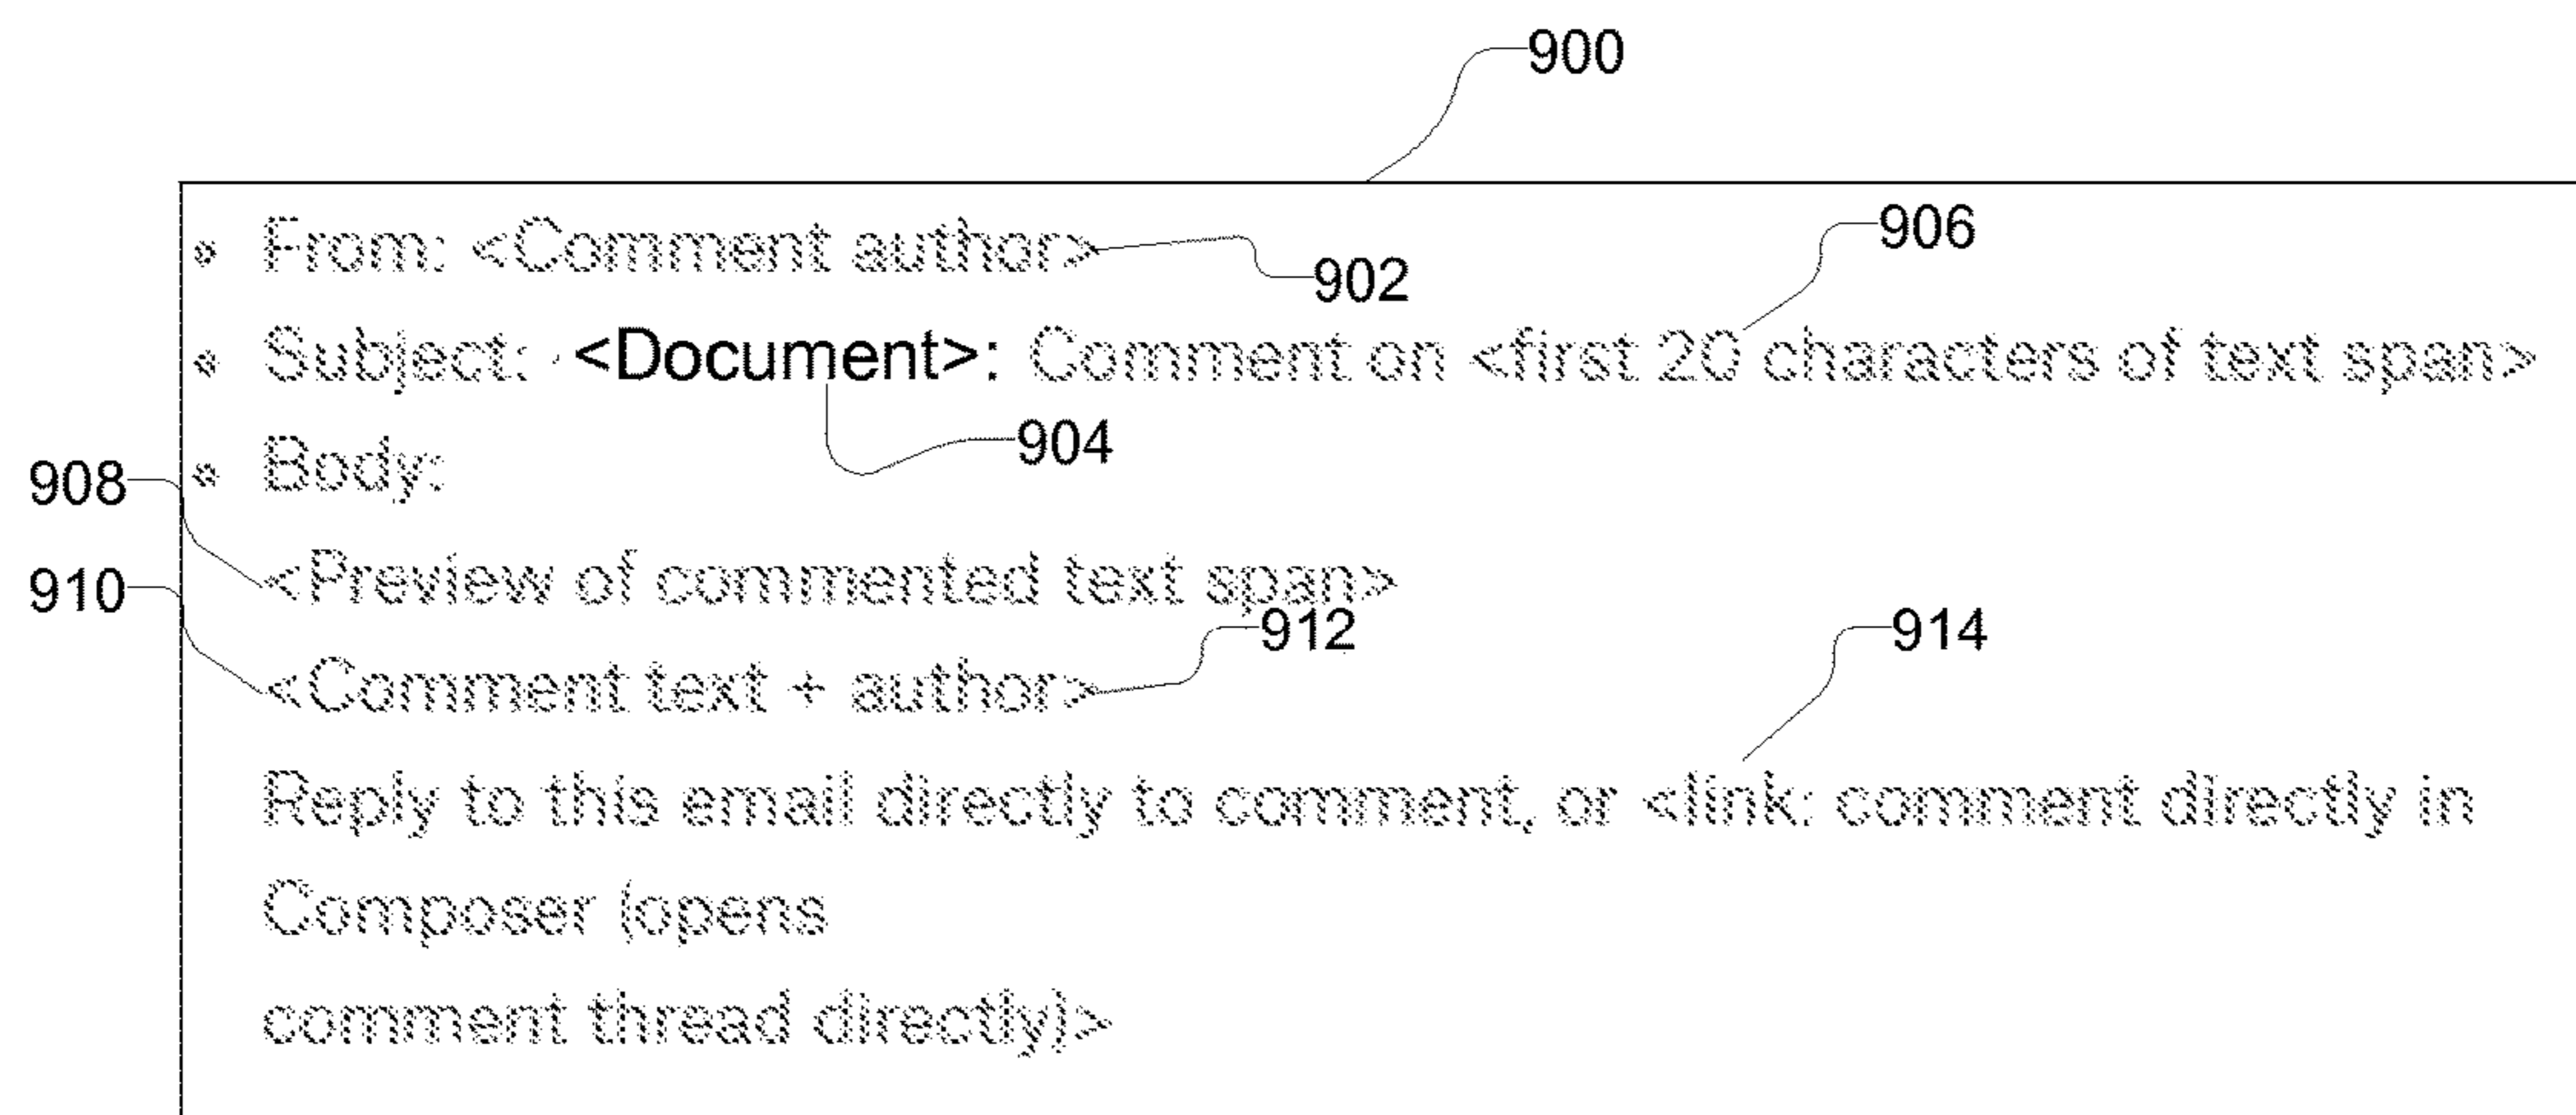 900
• From: <Comment author>
902
906
• Subject: <Document>: Comment on <first 20 characters of text span>
904
• Body:
908
<Preview of commented text span>
910
912
<Comment text + author>
914
Reply to this email directly to comment, or <link: comment directly in
Composer (opens
comment thread directly)>